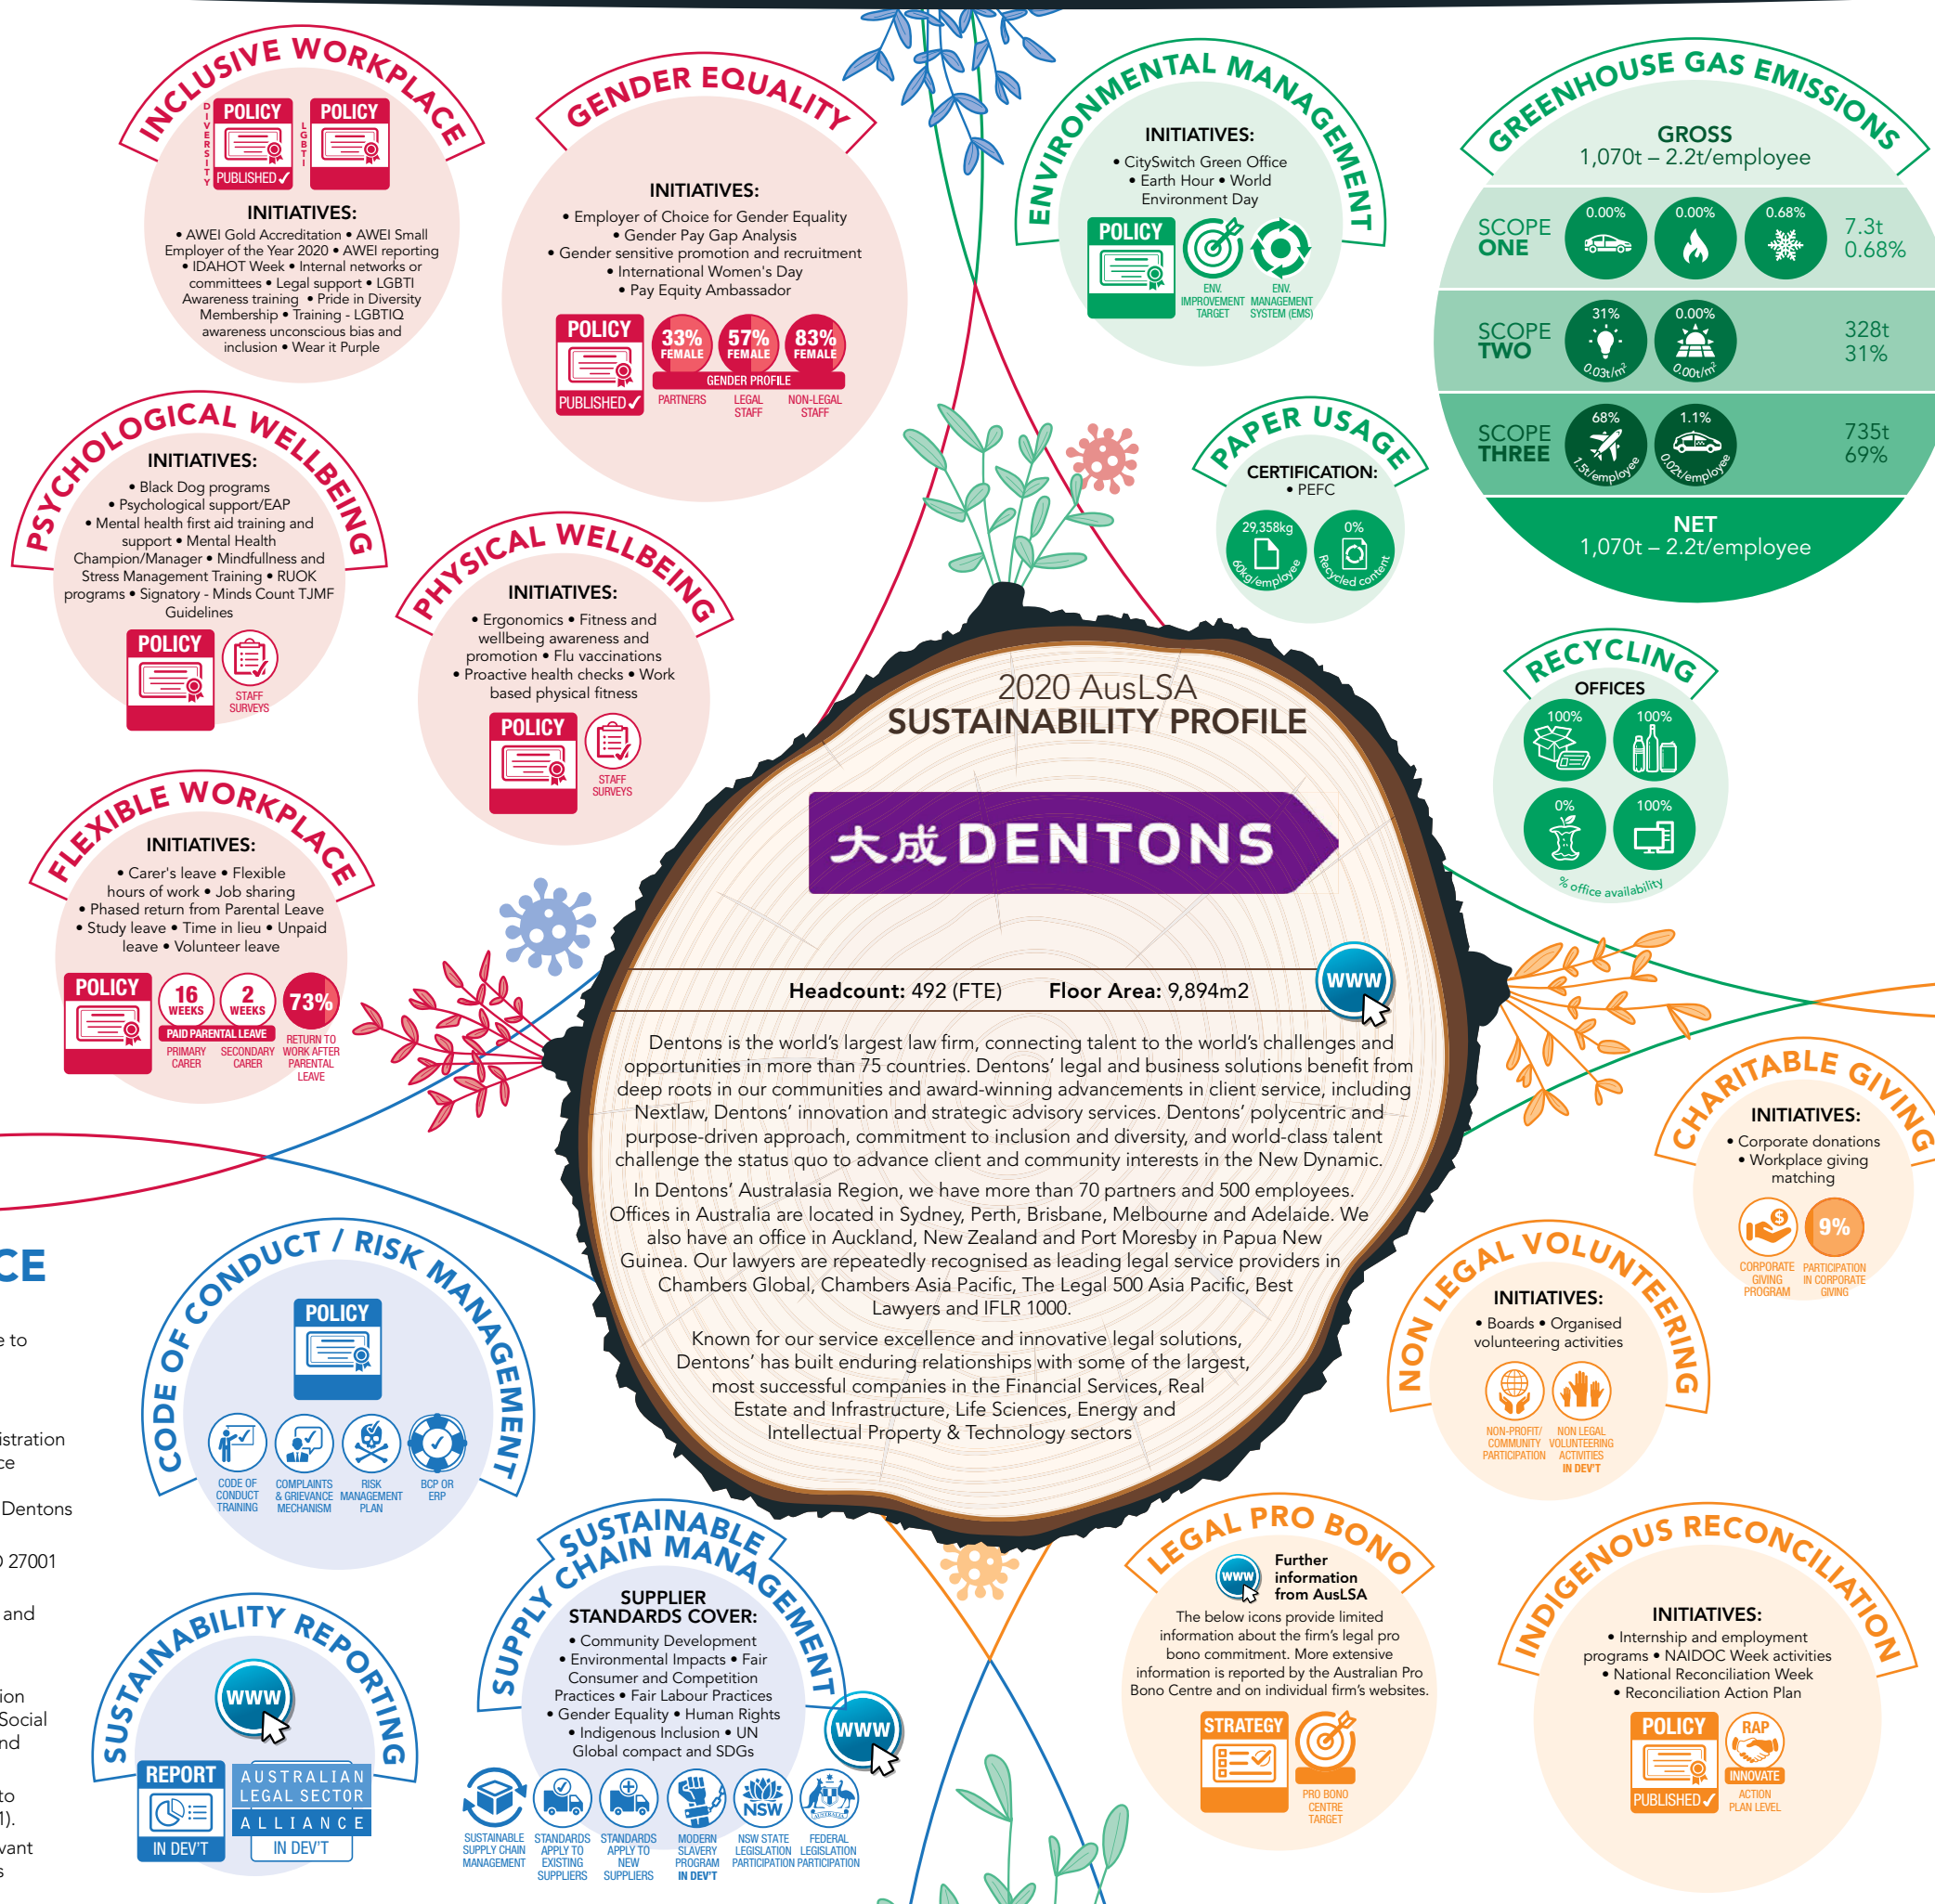 INCLUSIVE WORKPLACE
DIVERSITY
POLICY
PUBLISHED ✓
LGBTI
POLICY
INITIATIVES:
• AWEI Gold Accreditation • AWEI Small
Employer of the Year 2020 • AWEI reporting
• IDAHOT Week • Internal networks or
committees • Legal support • LGBTI
Awareness training • Pride in Diversity
Membership • Training - LGBTIQ
awareness unconscious bias and
inclusion • Wear it Purple
GENDER EQUALITY
INITIATIVES:
• Employer of Choice for Gender Equality
• Gender Pay Gap Analysis
• Gender sensitive promotion and recruitment
• International Women's Day
• Pay Equity Ambassador
POLICY
PUBLISHED ✓
33%
FEMALE
57%
FEMALE
83%
FEMALE
GENDER PROFILE
PARTNERS
LEGAL
STAFF
NON-LEGAL
STAFF
ENVIRONMENTAL MANAGEMENT
INITIATIVES:
• CitySwitch Green Office
• Earth Hour • World
Environment Day
POLICY
ENV.
IMPROVEMENT
TARGET
ENV.
MANAGEMENT
SYSTEM (EMS)
GREENHOUSE GAS EMISSIONS
GROSS
1,070t – 2.2t/employee
SCOPE
ONE
0.00%
0.00%
0.68%
7.3t
0.68%
SCOPE
TWO
31%
0.03t/m²
0.00%
0.00t/m²
328t
31%
SCOPE
THREE
68%
1.5t/employee
1.1%
0.02t/employee
735t
69%
NET
1,070t – 2.2t/employee
PSYCHOLOGICAL WELLBEING
INITIATIVES:
• Black Dog programs
• Psychological support/EAP
• Mental health first aid training and
support • Mental Health
Champion/Manager • Mindfullness and
Stress Management Training • RUOK
programs • Signatory - Minds Count TJMF
Guidelines
POLICY
STAFF
SURVEYS
PHYSICAL WELLBEING
INITIATIVES:
• Ergonomics • Fitness and
wellbeing awareness and
promotion • Flu vaccinations
• Proactive health checks • Work
based physical fitness
POLICY
STAFF
SURVEYS
PAPER USAGE
CERTIFICATION:
• PEFC
29,358kg
60kg/employee
0%
Recycled content
RECYCLING
OFFICES
100%
100%
0%
100%
% office availability
FLEXIBLE WORKPLACE
INITIATIVES:
• Carer's leave • Flexible
hours of work • Job sharing
• Phased return from Parental Leave
• Study leave • Time in lieu • Unpaid
leave • Volunteer leave
POLICY
16
WEEKS
2
WEEKS
PAID PARENTAL LEAVE
PRIMARY
CARER
SECONDARY
CARER
73%
RETURN TO
WORK AFTER
PARENTAL
LEAVE
2020 AusLSA
SUSTAINABILITY PROFILE
大成 DENTONS
Headcount: 492 (FTE) Floor Area: 9,894m2
www
Dentons is the world's largest law firm, connecting talent to the world's challenges and
opportunities in more than 75 countries. Dentons' legal and business solutions benefit from
deep roots in our communities and award-winning advancements in client service, including
Nextlaw, Dentons' innovation and strategic advisory services. Dentons' polycentric and
purpose-driven approach, commitment to inclusion and diversity, and world-class talent
challenge the status quo to advance client and community interests in the New Dynamic.
In Dentons' Australasia Region, we have more than 70 partners and 500 employees.
Offices in Australia are located in Sydney, Perth, Brisbane, Melbourne and Adelaide. We
also have an office in Auckland, New Zealand and Port Moresby in Papua New
Guinea. Our lawyers are repeatedly recognised as leading legal service providers in
Chambers Global, Chambers Asia Pacific, The Legal 500 Asia Pacific, Best
Lawyers and IFLR 1000.
Known for our service excellence and innovative legal solutions,
Dentons' has built enduring relationships with some of the largest,
most successful companies in the Financial Services, Real
Estate and Infrastructure, Life Sciences, Energy and
Intellectual Property & Technology sectors
CHARITABLE GIVING
INITIATIVES:
• Corporate donations
• Workplace giving
matching
CORPORATE
GIVING
PROGRAM
9%
PARTICIPATION
IN CORPORATE
GIVING
NON LEGAL VOLUNTEERING
INITIATIVES:
• Boards • Organised
volunteering activities
NON-PROFIT/
COMMUNITY
PARTICIPATION
NON LEGAL
VOLUNTEERING
ACTIVITIES
IN DEV'T
CE
e to
istration
ce
Dentons
27001
and
ion
Social
nd
to
1).
vant
s
CODE OF CONDUCT / RISK MANAGEMENT
POLICY
CODE OF
CONDUCT
TRAINING
COMPLAINTS
& GRIEVANCE
MECHANISM
RISK
MANAGEMENT
PLAN
BCP OR
ERP
SUSTAINABILITY REPORTING
www
REPORT
IN DEV'T
AUSTRALIAN
LEGAL SECTOR
ALLIANCE
IN DEV'T
SUSTAINABLE
SUPPLY CHAIN MANAGEMENT
SUPPLIER
STANDARDS COVER:
• Community Development
• Environmental Impacts • Fair
Consumer and Competition
Practices • Fair Labour Practices
• Gender Equality • Human Rights
• Indigenous Inclusion • UN
Global compact and SDGs
www
SUSTAINABLE
SUPPLY CHAIN
MANAGEMENT
STANDARDS
APPLY TO
EXISTING
SUPPLIERS
STANDARDS
APPLY TO
NEW
SUPPLIERS
MODERN
SLAVERY
PROGRAM
IN DEV'T
NSW
NSW STATE
LEGISLATION
PARTICIPATION
AUSTRALIA
FEDERAL
LEGISLATION
PARTICIPATION
LEGAL PRO BONO
www
Further
information
from AusLSA
The below icons provide limited
information about the firm's legal pro
bono commitment. More extensive
information is reported by the Australian Pro
Bono Centre and on individual firm's websites.
STRATEGY
PRO BONO
CENTRE
TARGET
INDIGENOUS RECONCILIATION
INITIATIVES:
• Internship and employment
programs • NAIDOC Week activities
• National Reconciliation Week
• Reconciliation Action Plan
POLICY
PUBLISHED ✓
RAP
INNOVATE
ACTION
PLAN LEVEL